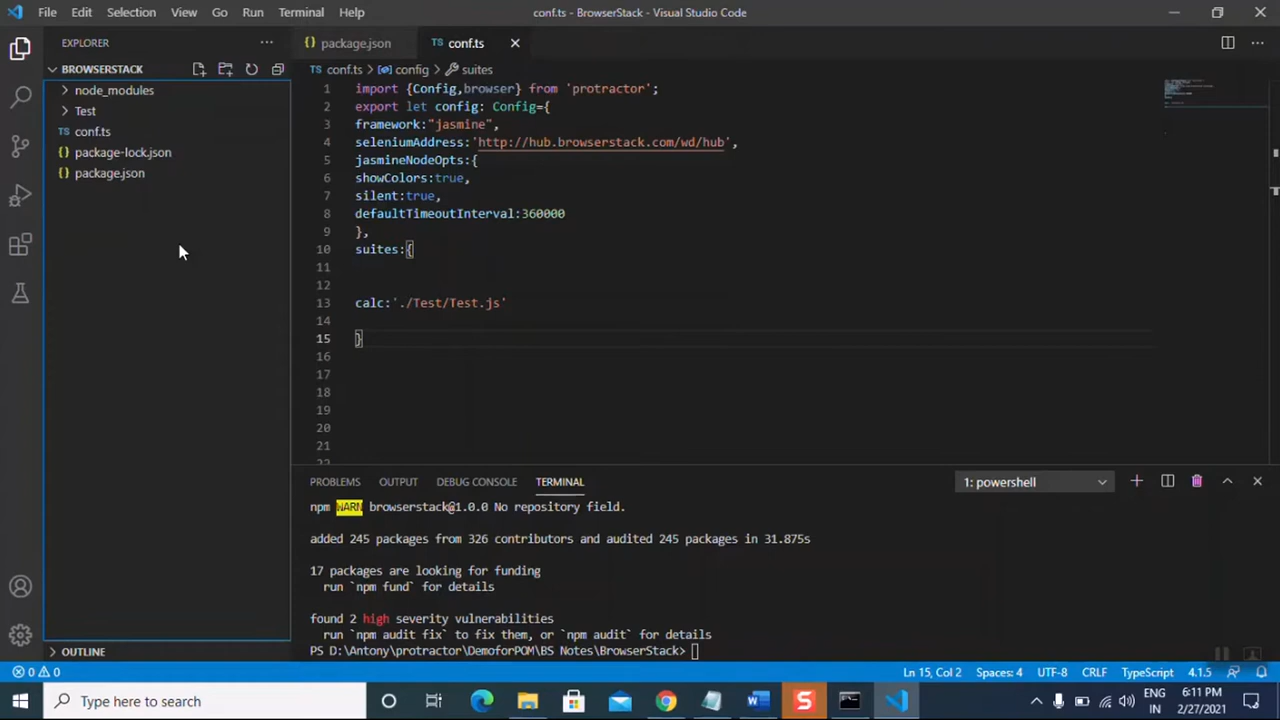 File Edit Selection View Go Run Terminal Help
conf.ts - BrowserStack - Visual Studio Code
EXPLORER
BROWSERSTACK
node_modules
Test
conf.ts
package-lock.json
package.json
OUTLINE
package.json
conf.ts
conf.ts > config > suites
1 import {Config,browser} from 'protractor';
2 export let config: Config={
3 framework:"jasmine",
4 seleniumAddress:'http://hub.browserstack.com/wd/hub',
5 jasmineNodeOpts:{
6 showColors:true,
7 silent:true,
8 defaultTimeoutInterval:360000
9 },
10 suites:{
11
12
13 calc:'./Test/Test.js'
14
15 }
16
17
18
19
20
21
22
PROBLEMS OUTPUT DEBUG CONSOLE TERMINAL
1: powershell
npm WARN browserstack@1.0.0 No repository field.
added 245 packages from 326 contributors and audited 245 packages in 31.875s
17 packages are looking for funding
run `npm fund` for details
found 2 high severity vulnerabilities
run `npm audit fix` to fix them, or `npm audit` for details
PS D:\Antony\protractor\DemoforPOM\BS Notes\BrowserStack>
0 0
Ln 15, Col 2 Spaces: 4 UTF-8 CRLF TypeScript 4.1.5
Type here to search
ENG
IN
6:11 PM
2/27/2021